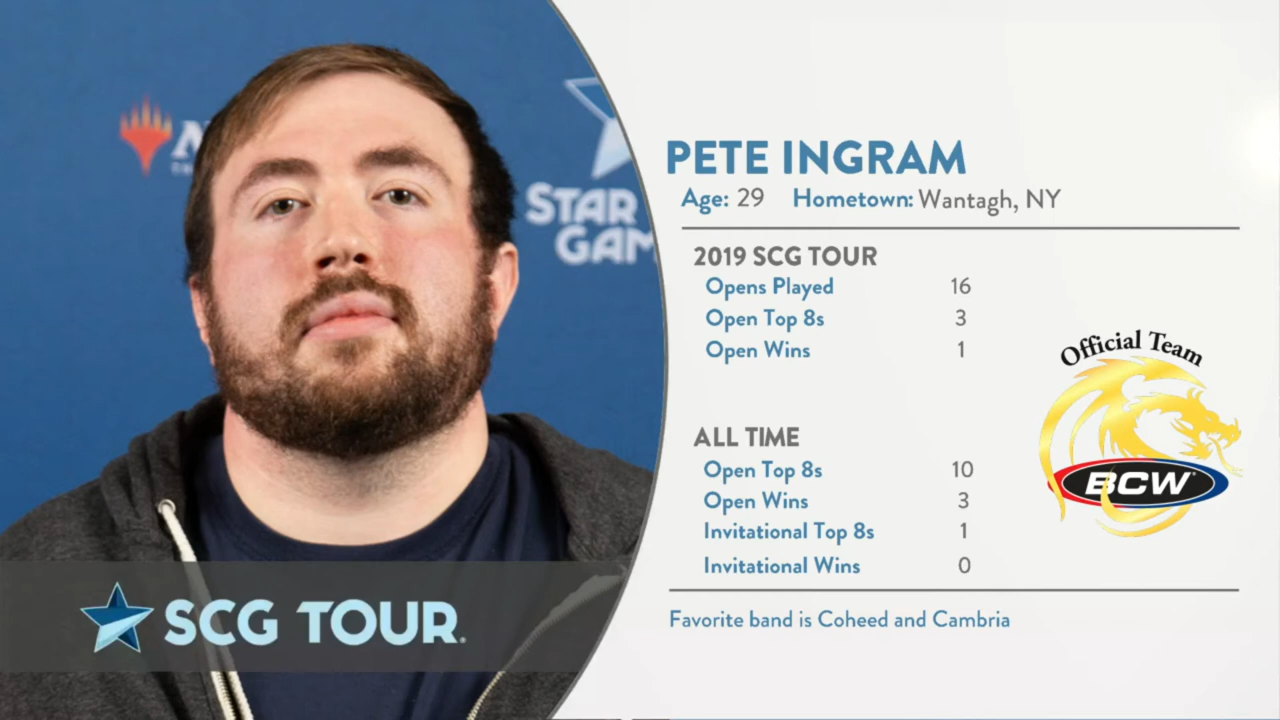 STAR
GAM
PETE INGRAM
Age: 29 Hometown: Wantagh, NY
2019 SCG TOUR
Opens Played 16
Open Top 8s 3
Open Wins 1
Official Team
BCW
ALL TIME
Open Top 8s 10
Open Wins 3
Invitational Top 8s 1
Invitational Wins 0
Favorite band is Coheed and Cambria
SCG TOUR.